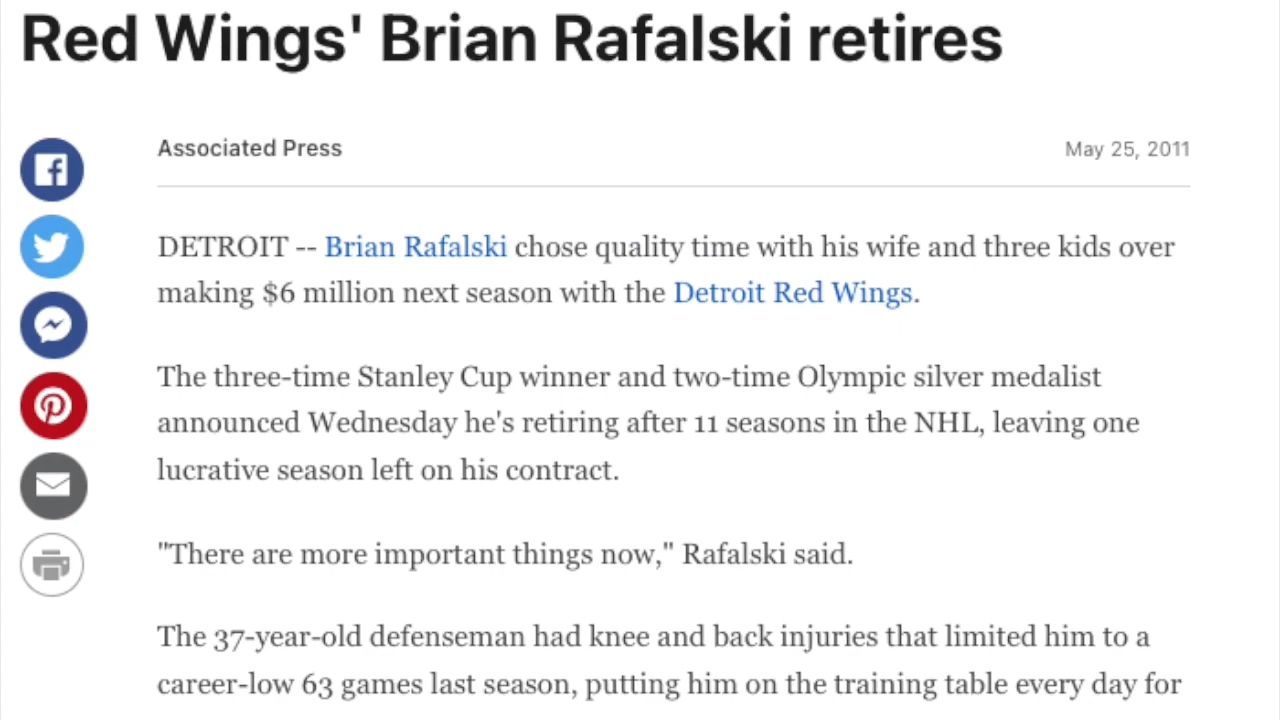 Red Wings' Brian Rafalski retires
Associated Press
May 25, 2011
DETROIT -- Brian Rafalski chose quality time with his wife and three kids over
making $6 million next season with the Detroit Red Wings.
The three-time Stanley Cup winner and two-time Olympic silver medalist
announced Wednesday he's retiring after 11 seasons in the NHL, leaving one
lucrative season left on his contract.
"There are more important things now," Rafalski said.
The 37-year-old defenseman had knee and back injuries that limited him to a
career-low 63 games last season, putting him on the training table every day for